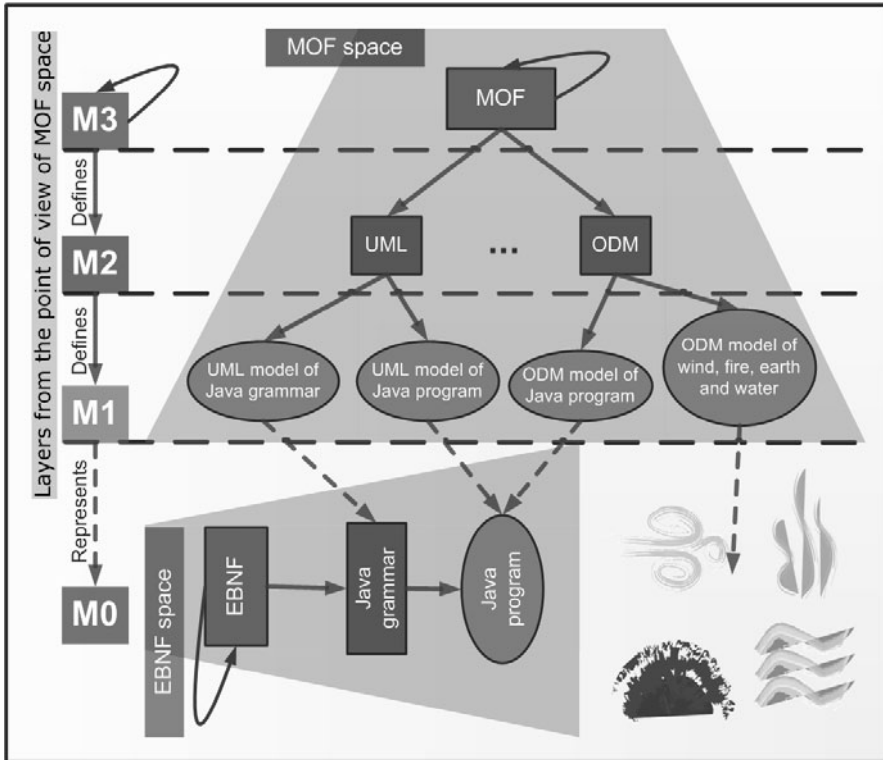 Layers from the point of view of MOF space
MOF space
MOF
M3
Defines
UML
...
ODM
M2
Defines
UML model of
Java grammar
UML model of
Java program
ODM model of
Java program
ODM model of
wind, fire, earth
and water
M1
Represents
M0
EBNF space
EBNF
Java
grammar
Java
program